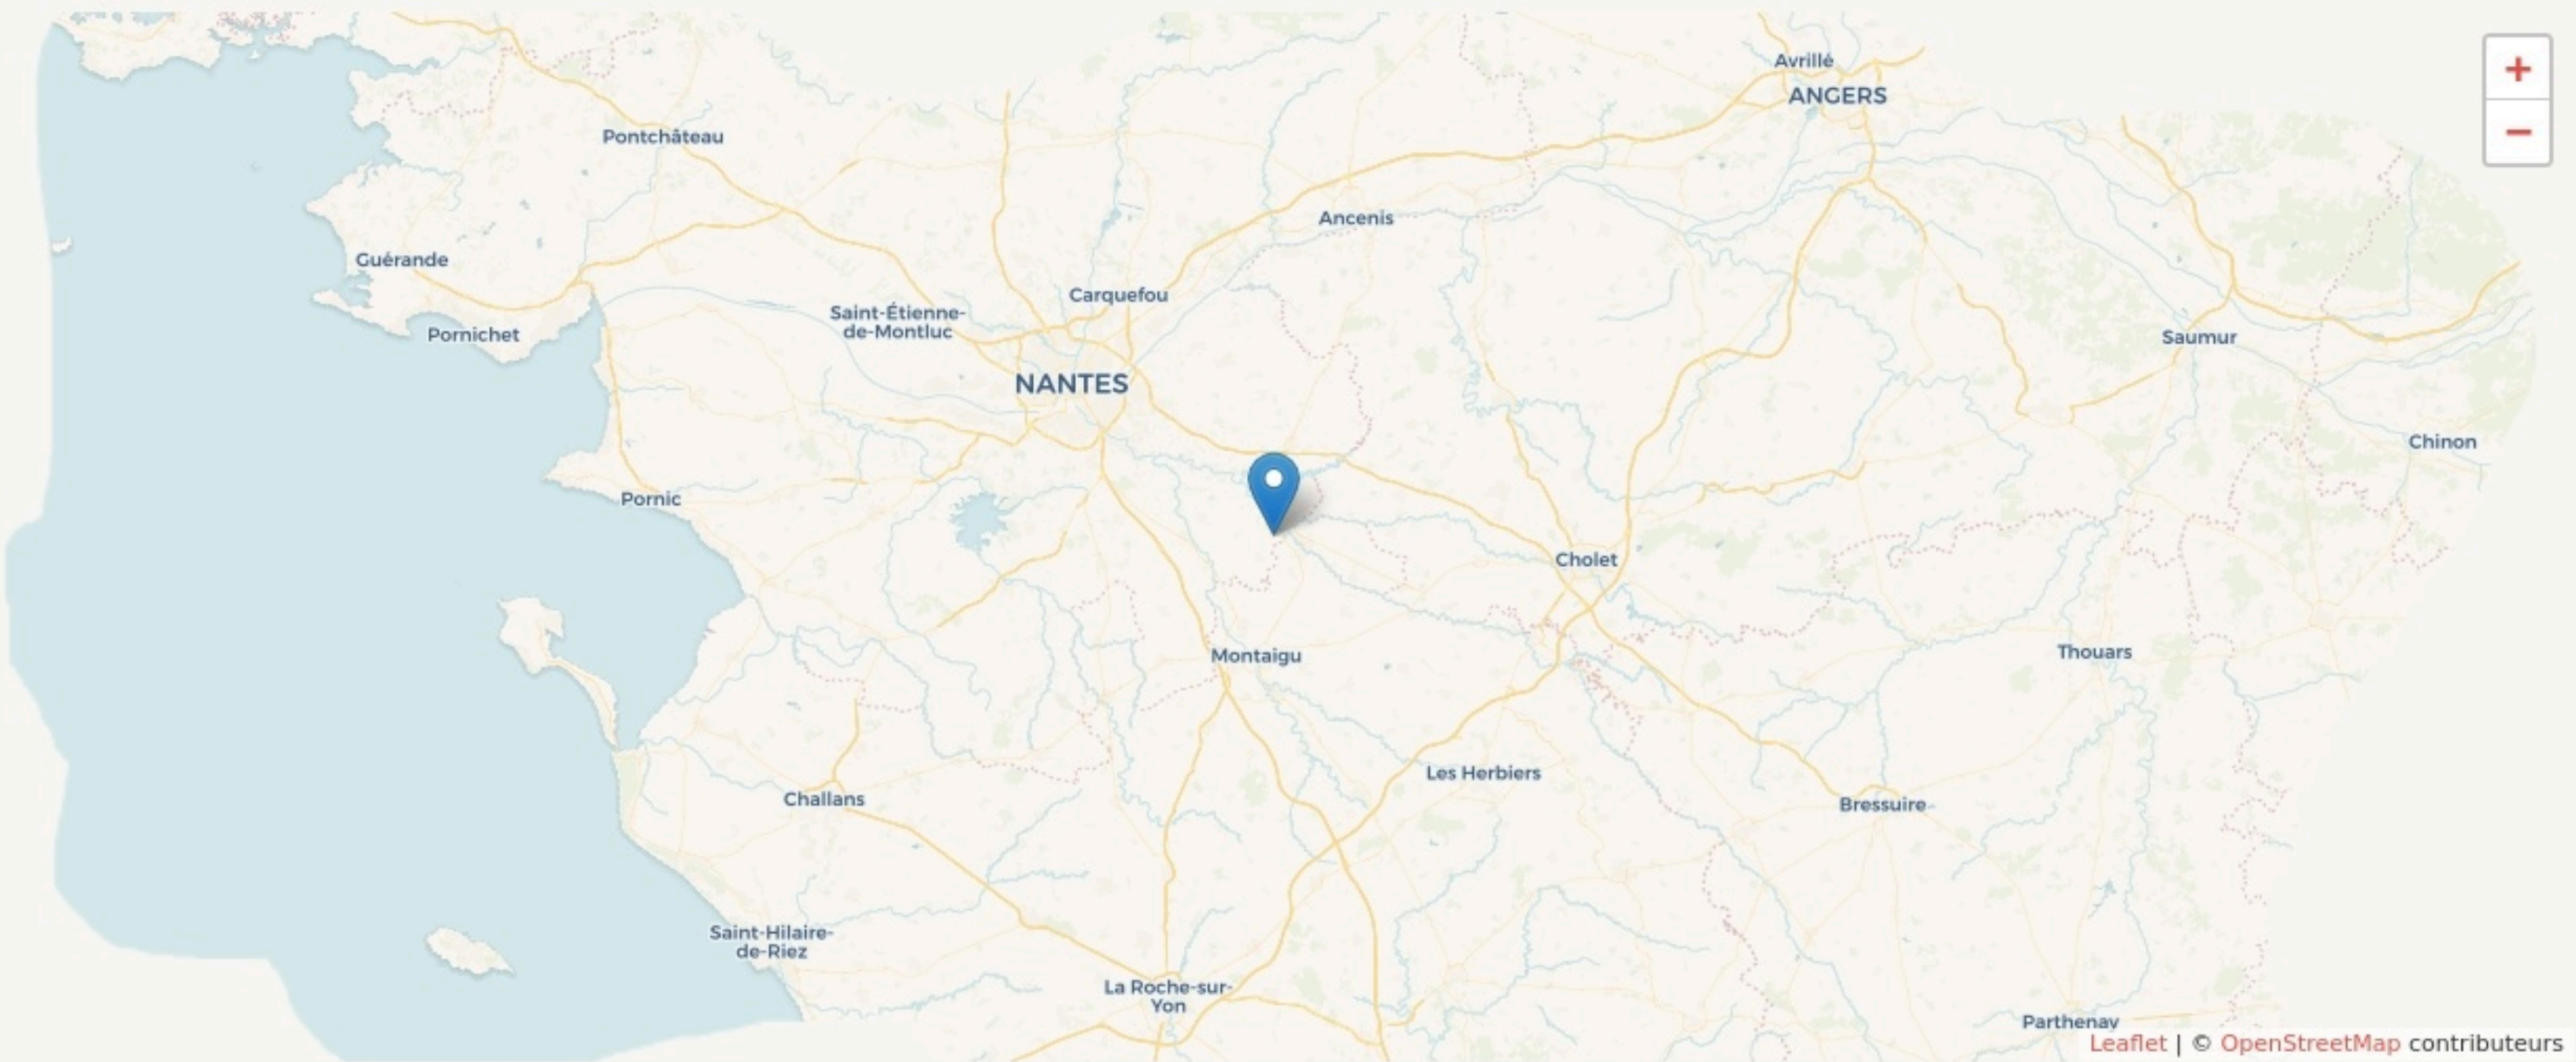 Avrillé
+
ANGERS
−
Pontchâteau
Ancenis
Guérande
Carquefou
Saint-Étienne-
de-Montluc
Pornichet
Saumur
NANTES
Chinon
Pornic
Cholet
Montaigu
Thouars
Les Herbiers
Challans
Bressuire
Saint-Hilaire-
de-Riez
La Roche-sur-
Yon
Parthenay
Leaflet | © OpenStreetMap contributeurs